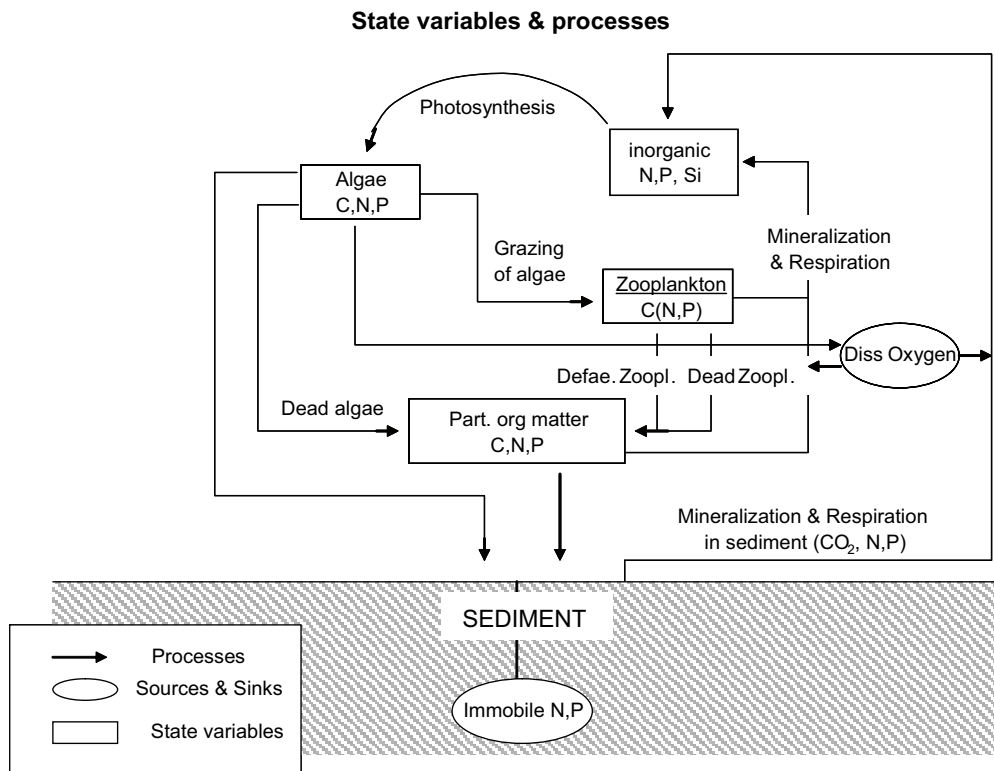 State variables & processes
Photosynthesis
inorganic
N,P, Si
Algae
C,N,P
Mineralization
& Respiration
Grazing
of algae
Zooplankton
C(N,P)
Diss Oxygen
Defae. Zoopl.
Dead Zoopl.
Dead algae
Part. org matter
C,N,P
Mineralization & Respiration
in sediment (CO₂, N,P)
SEDIMENT
Immobile N,P
Processes
Sources & Sinks
State variables